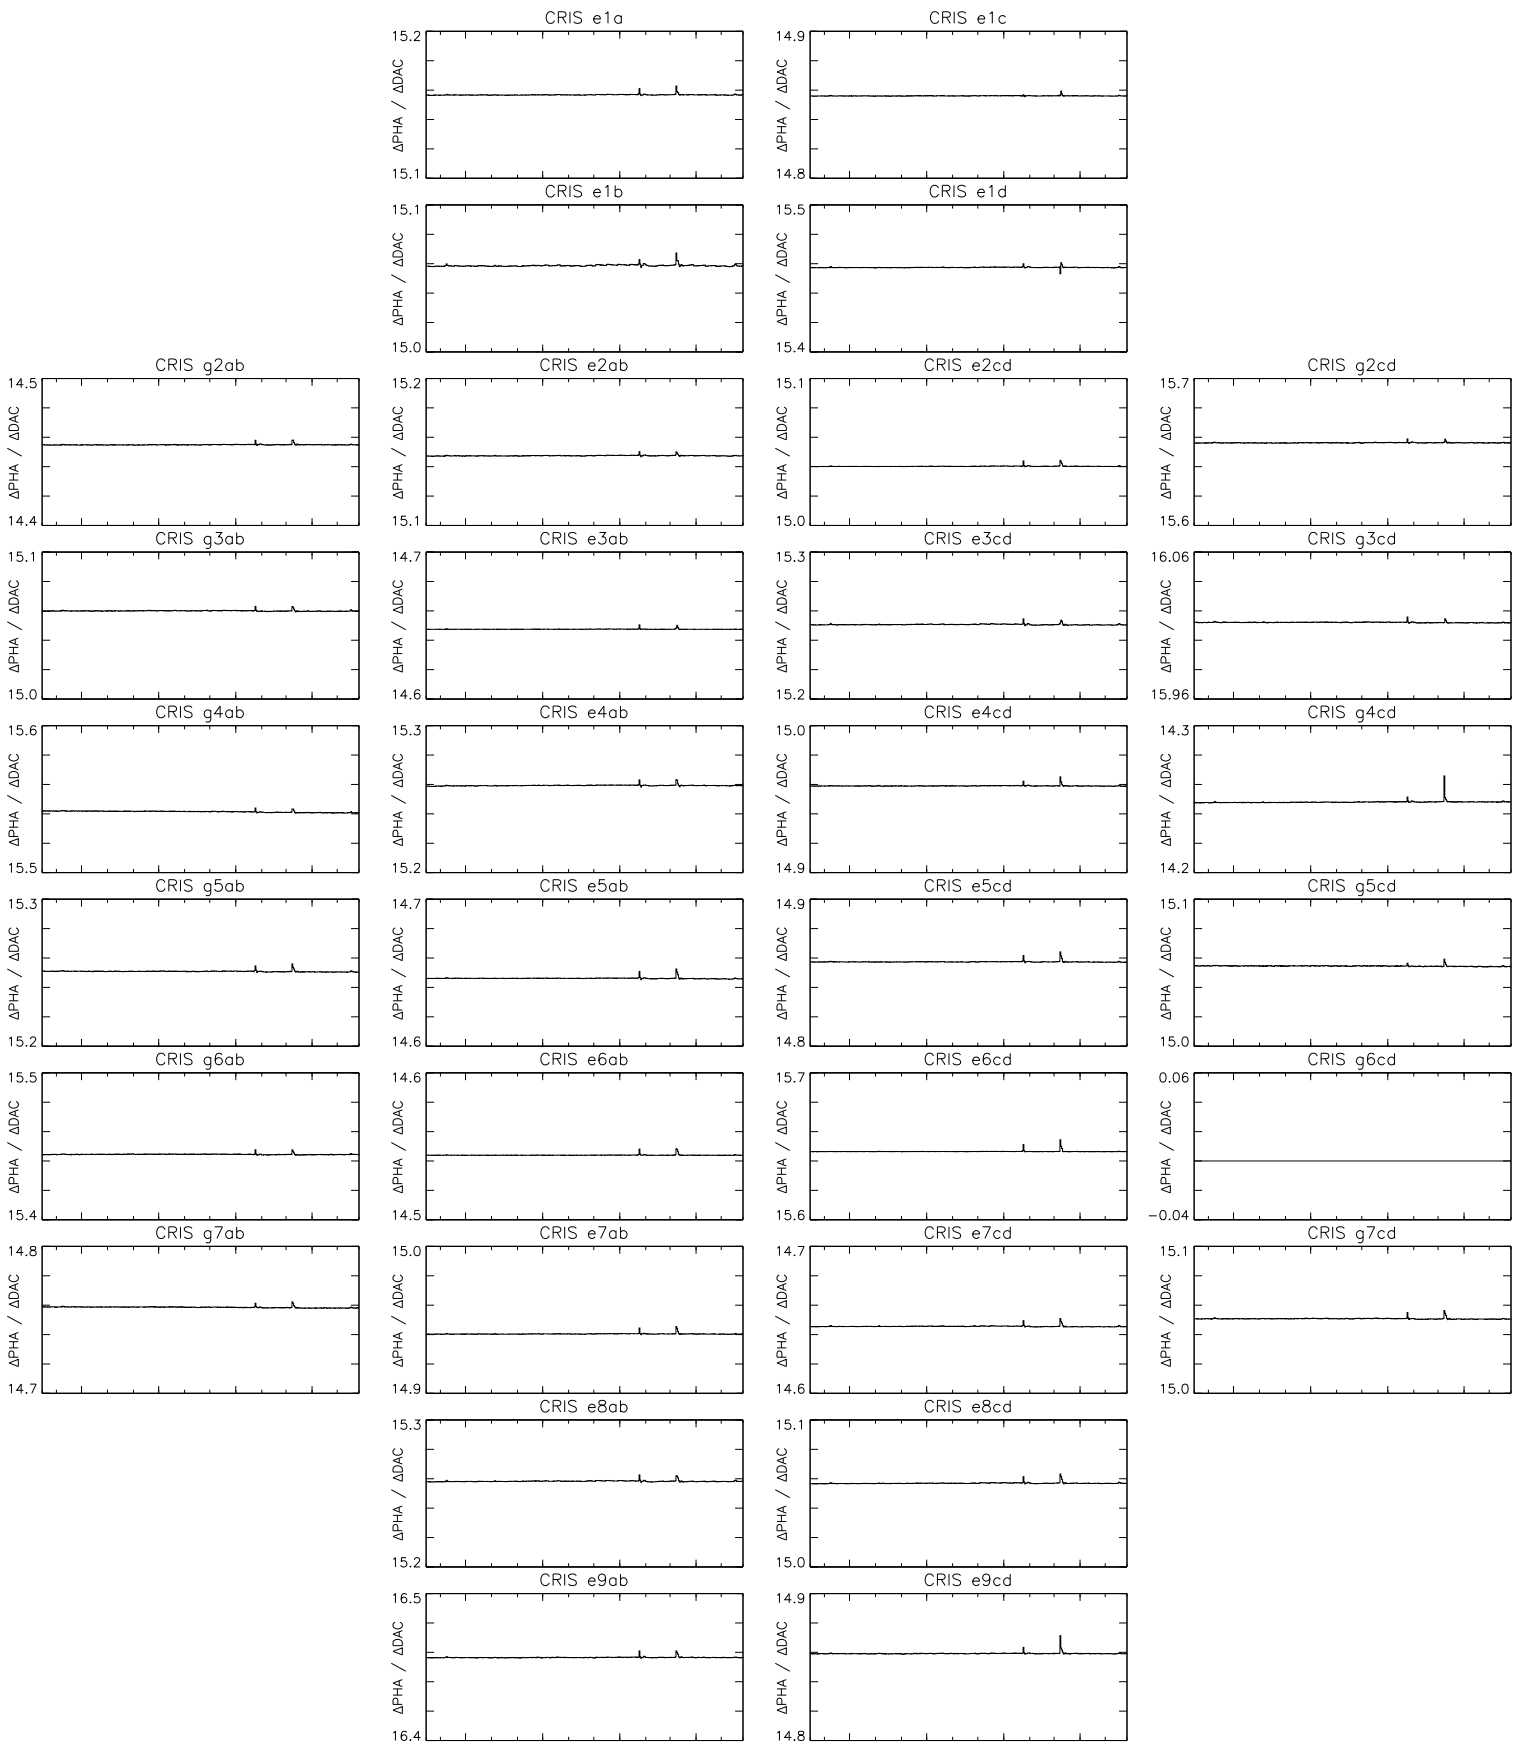 CRIS e1a
15.2
ΔPHA / ΔDAC
15.1
CRIS e1c
14.9
ΔPHA / ΔDAC
14.8
CRIS e1b
15.1
ΔPHA / ΔDAC
15.0
CRIS e1d
15.5
ΔPHA / ΔDAC
15.4
CRIS g2ab
14.5
ΔPHA / ΔDAC
14.4
CRIS e2ab
15.2
ΔPHA / ΔDAC
15.1
CRIS e2cd
15.1
ΔPHA / ΔDAC
15.0
CRIS g2cd
15.7
ΔPHA / ΔDAC
15.6
CRIS g3ab
15.1
ΔPHA / ΔDAC
15.0
CRIS e3ab
14.7
ΔPHA / ΔDAC
14.6
CRIS e3cd
15.3
ΔPHA / ΔDAC
15.2
CRIS g3cd
16.06
ΔPHA / ΔDAC
15.96
CRIS g4ab
15.6
ΔPHA / ΔDAC
15.5
CRIS e4ab
15.3
ΔPHA / ΔDAC
15.2
CRIS e4cd
15.0
ΔPHA / ΔDAC
14.9
CRIS g4cd
14.3
ΔPHA / ΔDAC
14.2
CRIS g5ab
15.3
ΔPHA / ΔDAC
15.2
CRIS e5ab
14.7
ΔPHA / ΔDAC
14.6
CRIS e5cd
14.9
ΔPHA / ΔDAC
14.8
CRIS g5cd
15.1
ΔPHA / ΔDAC
15.0
CRIS g6ab
15.5
ΔPHA / ΔDAC
15.4
CRIS e6ab
14.6
ΔPHA / ΔDAC
14.5
CRIS e6cd
15.7
ΔPHA / ΔDAC
15.6
CRIS g6cd
0.06
ΔPHA / ΔDAC
−0.04
CRIS g7ab
14.8
ΔPHA / ΔDAC
14.7
CRIS e7ab
15.0
ΔPHA / ΔDAC
14.9
CRIS e7cd
14.7
ΔPHA / ΔDAC
14.6
CRIS g7cd
15.1
ΔPHA / ΔDAC
15.0
CRIS e8ab
15.3
ΔPHA / ΔDAC
15.2
CRIS e8cd
15.1
ΔPHA / ΔDAC
15.0
CRIS e9ab
16.5
ΔPHA / ΔDAC
16.4
CRIS e9cd
14.9
ΔPHA / ΔDAC
14.8